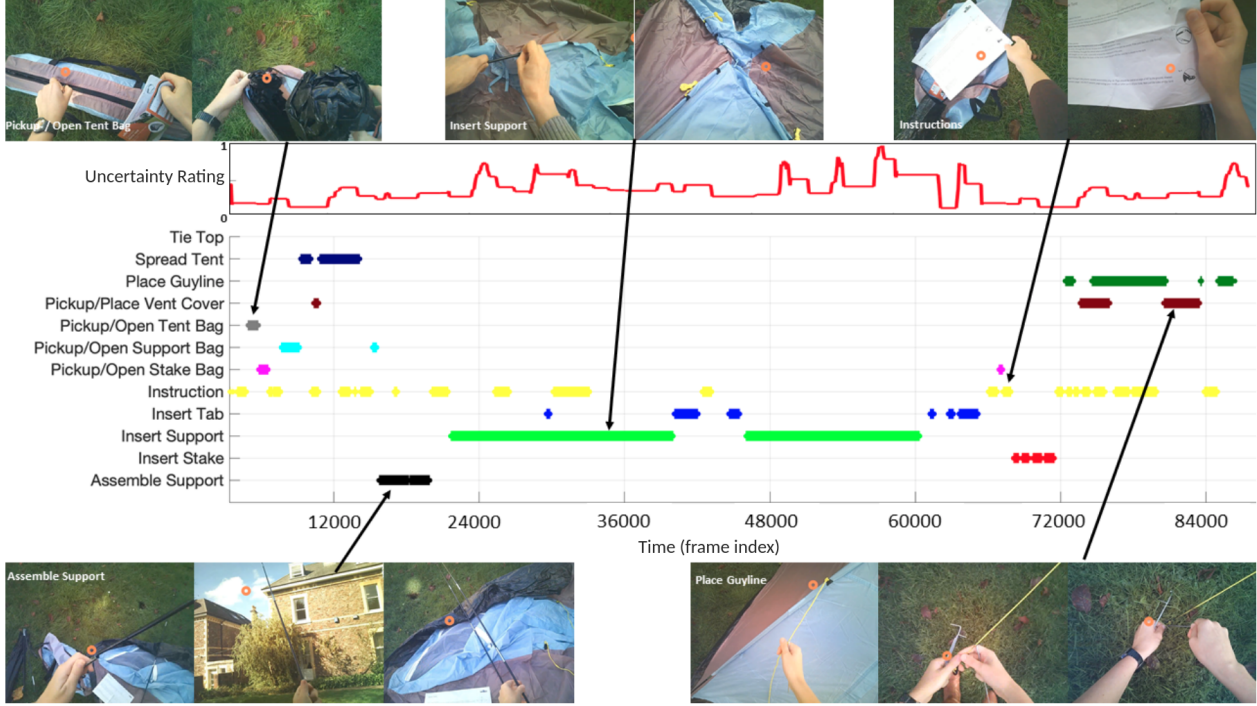 Pickup / Open Tent Bag
Insert Support
Instructions
1
Uncertainty Rating
0
Tie Top
Spread Tent
Place Guyline
Pickup/Place Vent Cover
Pickup/Open Tent Bag
Pickup/Open Support Bag
Pickup/Open Stake Bag
Instruction
Insert Tab
Insert Support
Insert Stake
Assemble Support
12000 24000 36000 48000 60000 72000 84000
Time (frame index)
Assemble Support
Place Guyline